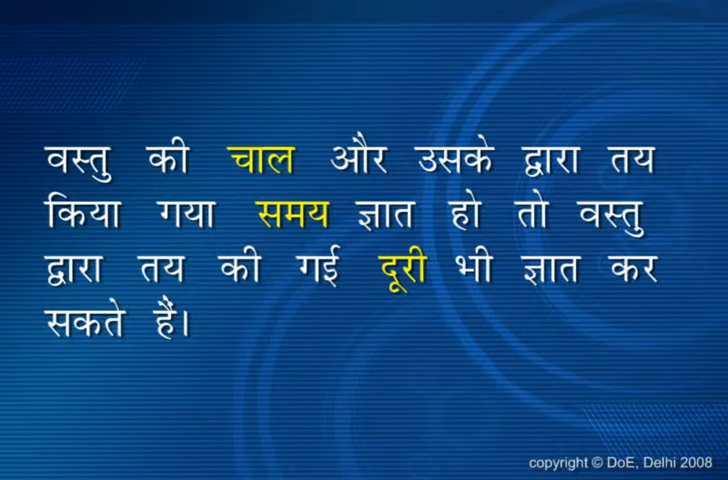 वस्तु की चाल और उसके द्वारा तय
किया गया समय ज्ञात हो तो वस्तु
द्वारा तय की गई दूरी भी ज्ञात कर
सकते हैं।
copyright © DoE, Delhi 2008